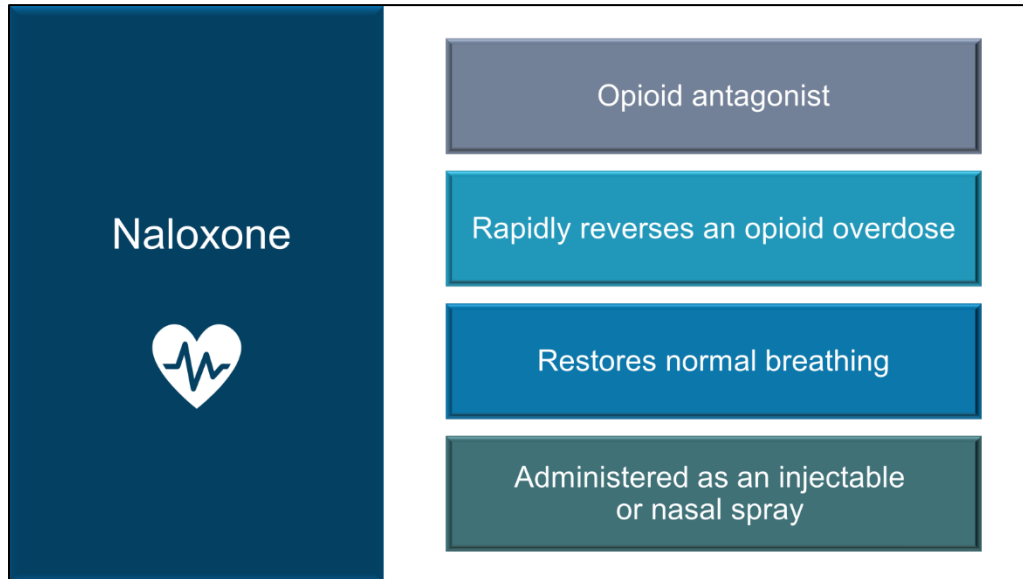 Naloxone
Opioid antagonist
Rapidly reverses an opioid overdose
Restores normal breathing
Administered as an injectable
or nasal spray